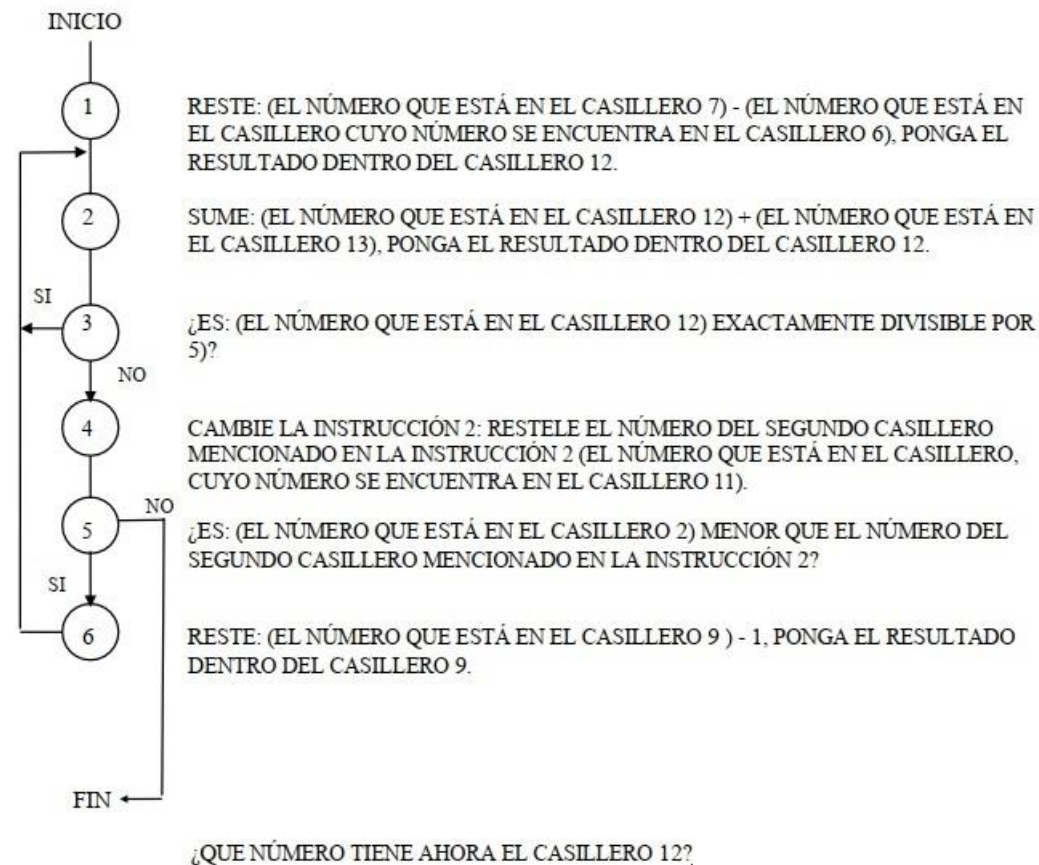 INICIO
1
RESTE: (EL NÚMERO QUE ESTÁ EN EL CASILLERO 7) - (EL NÚMERO QUE ESTÁ EN
EL CASILLERO CUYO NÚMERO SE ENCUENTRA EN EL CASILLERO 6), PONGA EL
RESULTADO DENTRO DEL CASILLERO 12.
2
SUME: (EL NÚMERO QUE ESTÁ EN EL CASILLERO 12) + (EL NÚMERO QUE ESTÁ EN
EL CASILLERO 13), PONGA EL RESULTADO DENTRO DEL CASILLERO 12.
SI
3
¿ES: (EL NÚMERO QUE ESTÁ EN EL CASILLERO 12) EXACTAMENTE DIVISIBLE POR
5)?
NO
4
CAMBIE LA INSTRUCCIÓN 2: RESTELE EL NÚMERO DEL SEGUNDO CASILLERO
MENCIONADO EN LA INSTRUCCIÓN 2 (EL NÚMERO QUE ESTÁ EN EL CASILLERO,
CUYO NÚMERO SE ENCUENTRA EN EL CASILLERO 11).
NO
5
¿ES: (EL NÚMERO QUE ESTÁ EN EL CASILLERO 2) MENOR QUE EL NÚMERO DEL
SEGUNDO CASILLERO MENCIONADO EN LA INSTRUCCIÓN 2?
SI
6
RESTE: (EL NÚMERO QUE ESTÁ EN EL CASILLERO 9 ) - 1, PONGA EL RESULTADO
DENTRO DEL CASILLERO 9.
FIN
¿QUE NÚMERO TIENE AHORA EL CASILLERO 12?